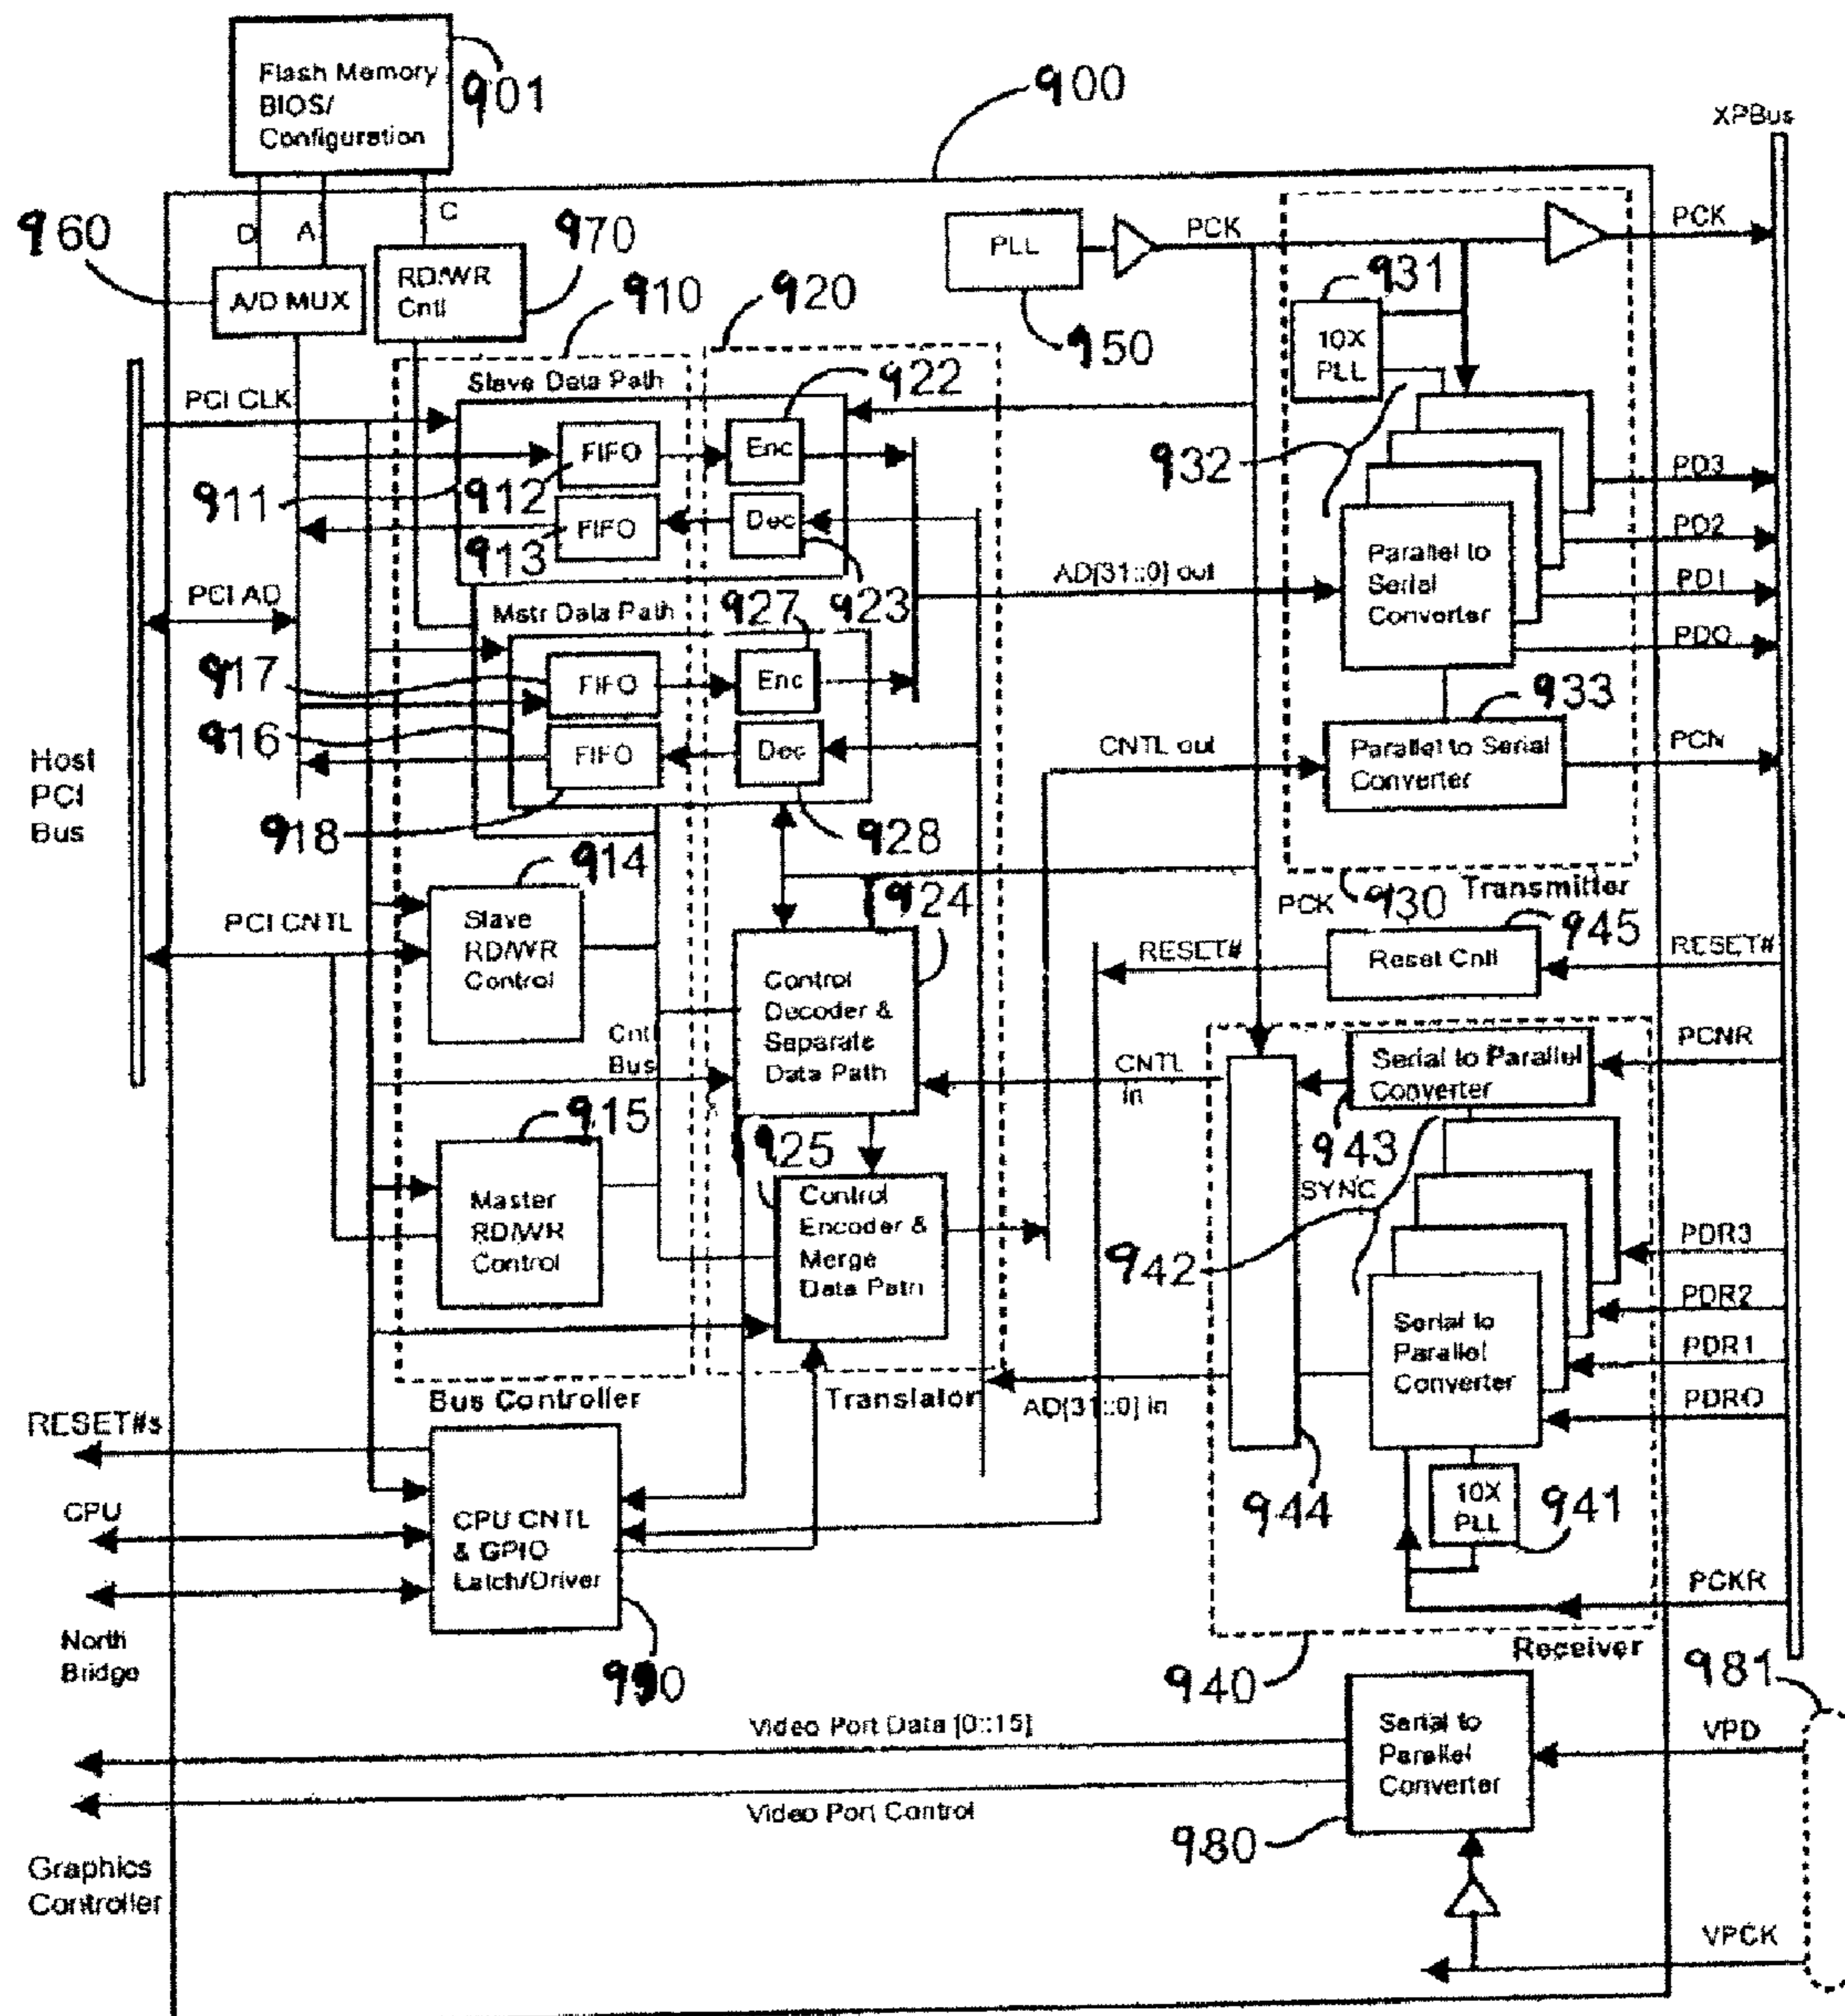 Flash Memory
BIOS/
Configuration
901
900
XPBus
960
D
A
C
970
A/D MUX
RD/WR
Cntl
910
920
PLL
950
PCK
PCK
931
10X
PLL
Slave Data Path
PCI CLK
922
FIFO
Enc
911
912
932
PD3
FIFO
Dec
913
PD2
Parallel to
Serial
Converter
AD[31::0] out
PD1
PCI AD
Mstr Data Path
927
923
PD0
917
FIFO
Enc
933
916
FIFO
Dec
CNTL out
Parallel to Serial
Converter
PCN
Host
PCI
Bus
918
928
914
924
PCK
930
Transmitter
945
PCI CNTL
Slave
RD/WR
Control
RESET#
Reset Cntl
RESET#
Control
Decoder &
Separate
Data Path
Cntl
Bus
CNTL
in
Serial to Parallel
Converter
PCNR
915
925
943
SYNC
Master
RD/WR
Control
Control
Encoder &
Merge
Data Path
942
PDR3
PDR2
Serial to
Parallel
Converter
PDR1
Bus Controller
Translator
AD[31::0] in
PDR0
RESET#s
944
10X
PLL
941
CPU
CPU CNTL
& GPIO
Latch/Driver
PCKR
North
Bridge
990
940
Receiver
981
Video Port Data [0::15]
Serial to
Parallel
Converter
VPD
Video Port Control
980
Graphics
Controller
VPCK